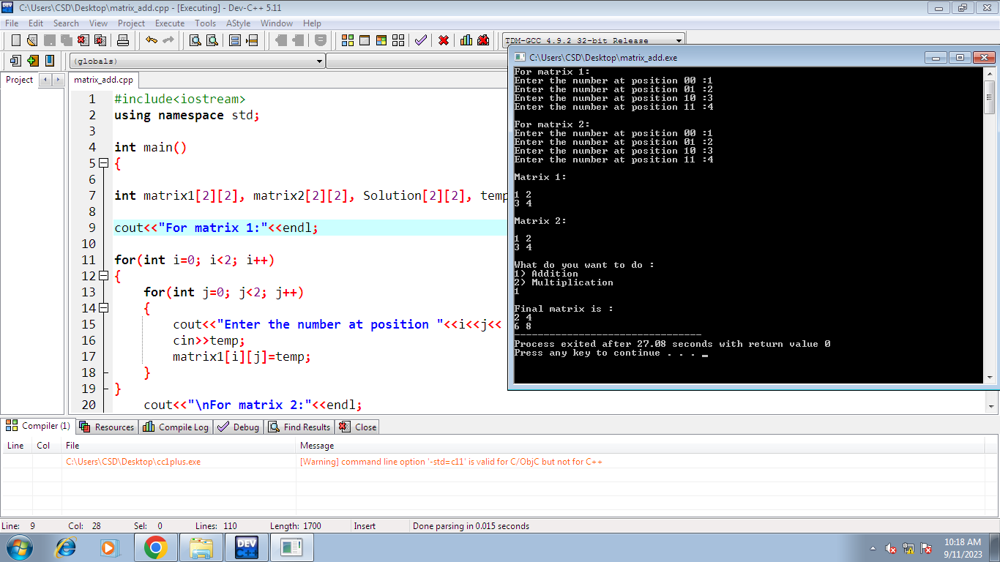 C:\Users\CSD\Desktop\matrix_add.cpp - [Executing] - Dev-C++ 5.11
File Edit Search View Project Execute Tools AStyle Window Help
TDM-GCC 4.9.2 32-bit Release
(globals)
Project
matrix_add.cpp
1 #include<iostream>
2 using namespace std;
3
4 int main()
5 {
6
7 int matrix1[2][2], matrix2[2][2], Solution[2][2], temp
8
9 cout<<"For matrix 1:"<<endl;
10
11 for(int i=0; i<2; i++)
12 {
13 for(int j=0; j<2; j++)
14 {
15 cout<<"Enter the number at position "<<i<<j<<
16 cin>>temp;
17 matrix1[i][j]=temp;
18 }
19 }
20 cout<<"\nFor matrix 2:"<<endl;
C:\Users\CSD\Desktop\matrix_add.exe
For matrix 1:
Enter the number at position 00 :1
Enter the number at position 01 :2
Enter the number at position 10 :3
Enter the number at position 11 :4
For matrix 2:
Enter the number at position 00 :1
Enter the number at position 01 :2
Enter the number at position 10 :3
Enter the number at position 11 :4
Matrix 1:
1 2
3 4
Matrix 2:
1 2
3 4
What do you want to do :
1) Addition
2) Multiplication
1
Final matrix is :
2 4
6 8
--------------------------------
Process exited after 27.08 seconds with return value 0
Press any key to continue . . . _
Compiler (1) Resources Compile Log Debug Find Results Close
Line Col File Message
C:\Users\CSD\Desktop\cc1plus.exe [Warning] command line option '-std=c11' is valid for C/ObjC but not for C++
Line: 9 Col: 28 Sel: 0 Lines: 110 Length: 1700 Insert Done parsing in 0.015 seconds
DEV C++
10:18 AM
9/11/2023